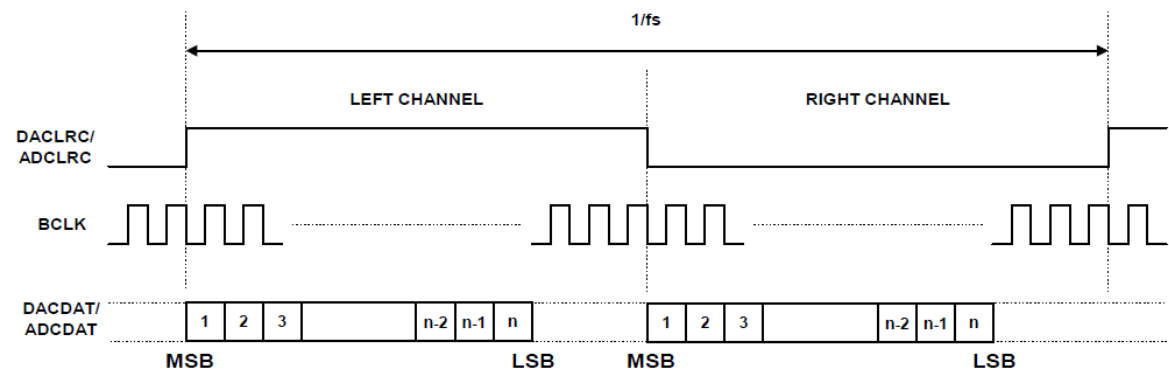 1/fs
LEFT CHANNEL
RIGHT CHANNEL
DACLRC/
ADCLRC
BCLK
DACDAT/
ADCDAT
1 2 3 n-2 n-1 n 1 2 3 n-2 n-1 n
MSB LSB MSB LSB